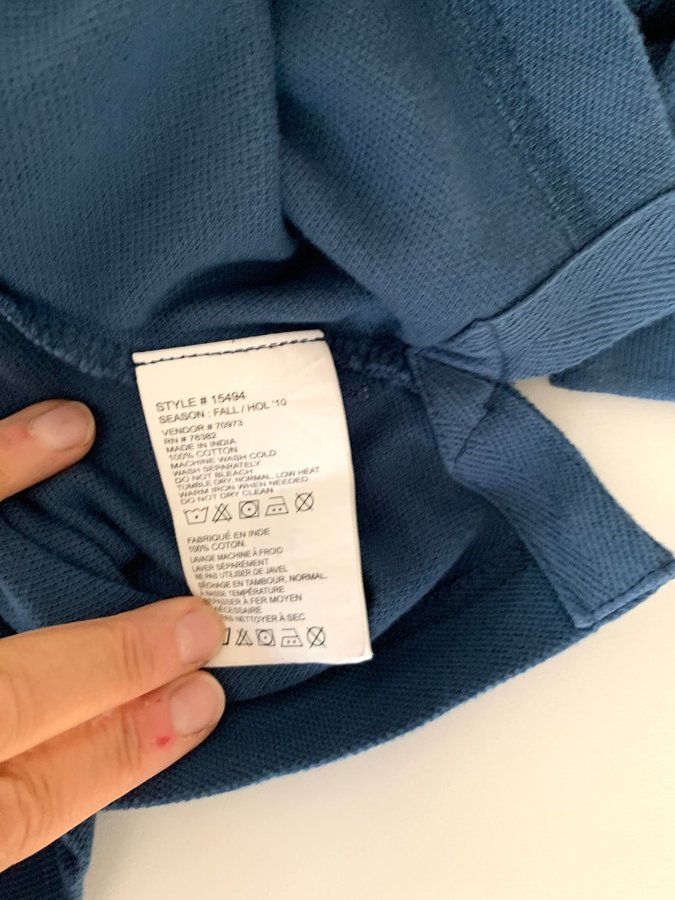 STYLE # 15494
SEASON : FALL / HOL '10
VENDOR # 70973
RN # 76382
MADE IN INDIA
100% COTTON
MACHINE WASH COLD
WASH SEPARATELY
DO NOT BLEACH
TUMBLE DRY, NORMAL, LOW HEAT
WARM IRON WHEN NEEDED
DO NOT DRY CLEAN
FABRIQUÉ EN INDE
100% COTON.
LAVAGE MACHINE À FROID
LAVER SÉPARÉMENT
NE PAS UTILISER DE JAVEL
SÉCHAGE EN TAMBOUR, NORMAL,
À BASSE TEMPÉRATURE
REPASSER À FER MOYEN
NÉCESSAIRE
PAS NETTOYER À SEC